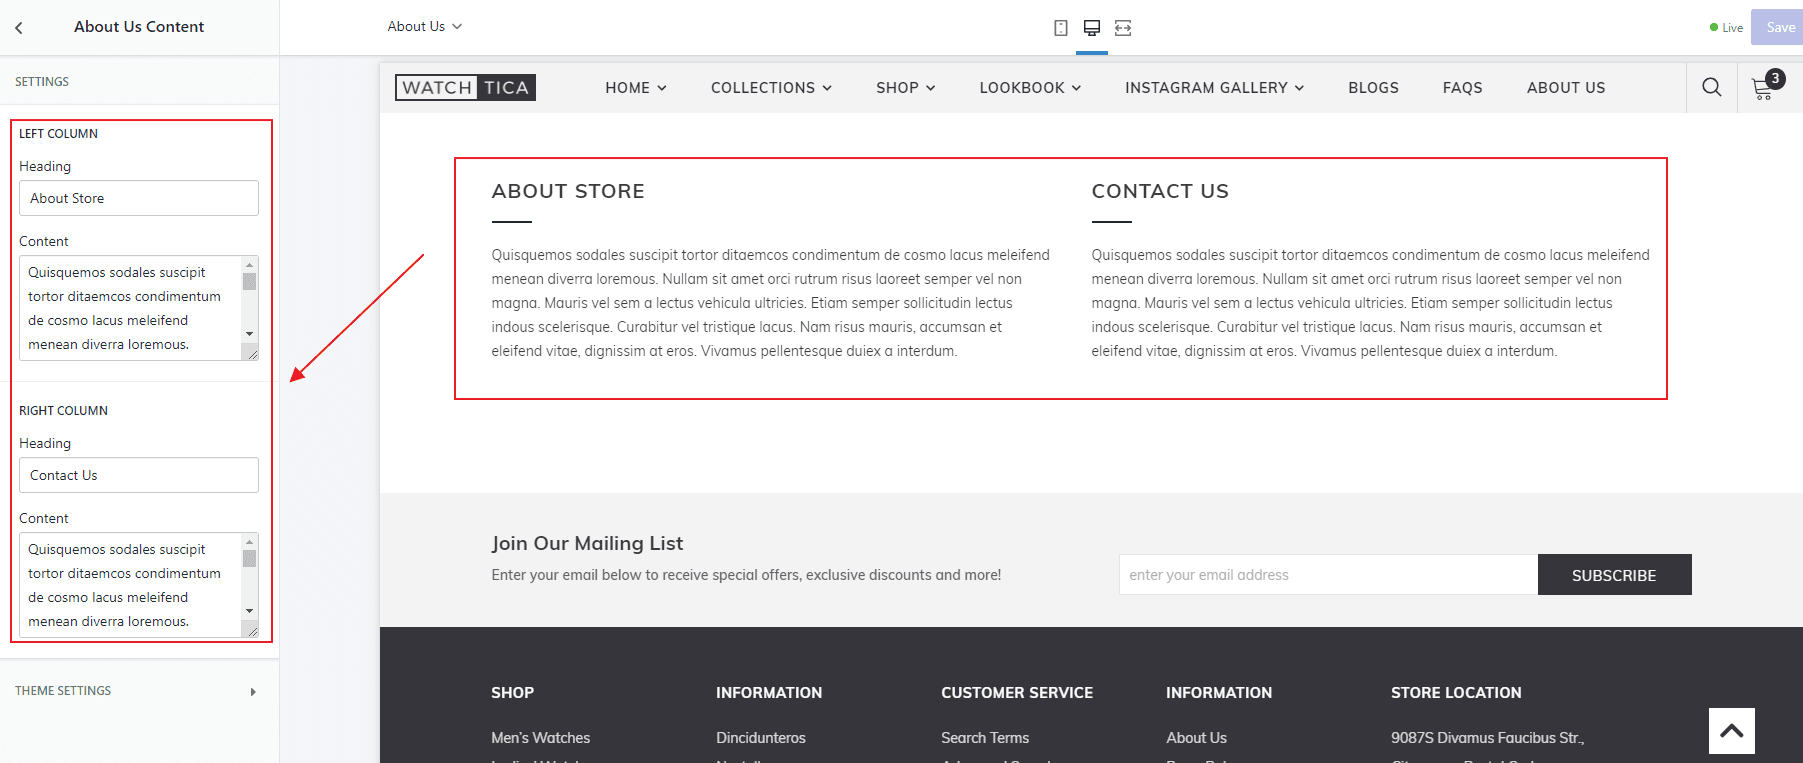 About Us Content
About Us
Live
Save
SETTINGS
LEFT COLUMN
Heading
About Store
Content
Quisquemos sodales suscipit
tortor ditaemcos condimentum
de cosmo lacus meleifend
menean diverra loremous.
RIGHT COLUMN
Heading
Contact Us
Content
Quisquemos sodales suscipit
tortor ditaemcos condimentum
de cosmo lacus meleifend
menean diverra loremous.
THEME SETTINGS
WATCH TICA
HOME
COLLECTIONS
SHOP
LOOKBOOK
INSTAGRAM GALLERY
BLOGS
FAQS
ABOUT US
3
ABOUT STORE
Quisquemos sodales suscipit tortor ditaemcos condimentum de cosmo lacus meleifend
menean diverra loremous. Nullam sit amet orci rutrum risus laoreet semper vel non
magna. Mauris vel sem a lectus vehicula ultricies. Etiam semper sollicitudin lectus
indous scelerisque. Curabitur vel tristique lacus. Nam risus mauris, accumsan et
eleifend vitae, dignissim at eros. Vivamus pellentesque duiex a interdum.
CONTACT US
Quisquemos sodales suscipit tortor ditaemcos condimentum de cosmo lacus meleifend
menean diverra loremous. Nullam sit amet orci rutrum risus laoreet semper vel non
magna. Mauris vel sem a lectus vehicula ultricies. Etiam semper sollicitudin lectus
indous scelerisque. Curabitur vel tristique lacus. Nam risus mauris, accumsan et
eleifend vitae, dignissim at eros. Vivamus pellentesque duiex a interdum.
Join Our Mailing List
Enter your email below to receive special offers, exclusive discounts and more!
enter your email address
SUBSCRIBE
SHOP
Men's Watches
INFORMATION
Dincidunteros
CUSTOMER SERVICE
Search Terms
INFORMATION
About Us
STORE LOCATION
9087S Divamus Faucibus Str.,